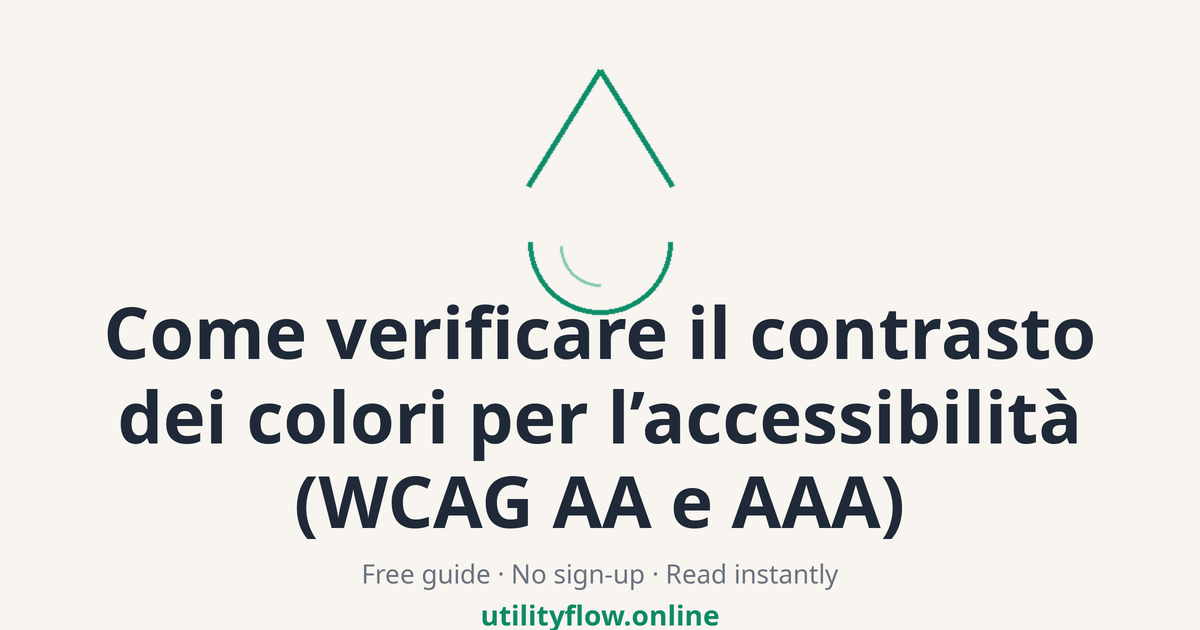 Come verificare il contrasto
dei colori per l’accessibilità
(WCAG AA e AAA)
Free guide · No sign-up · Read instantly
utilityflow.online